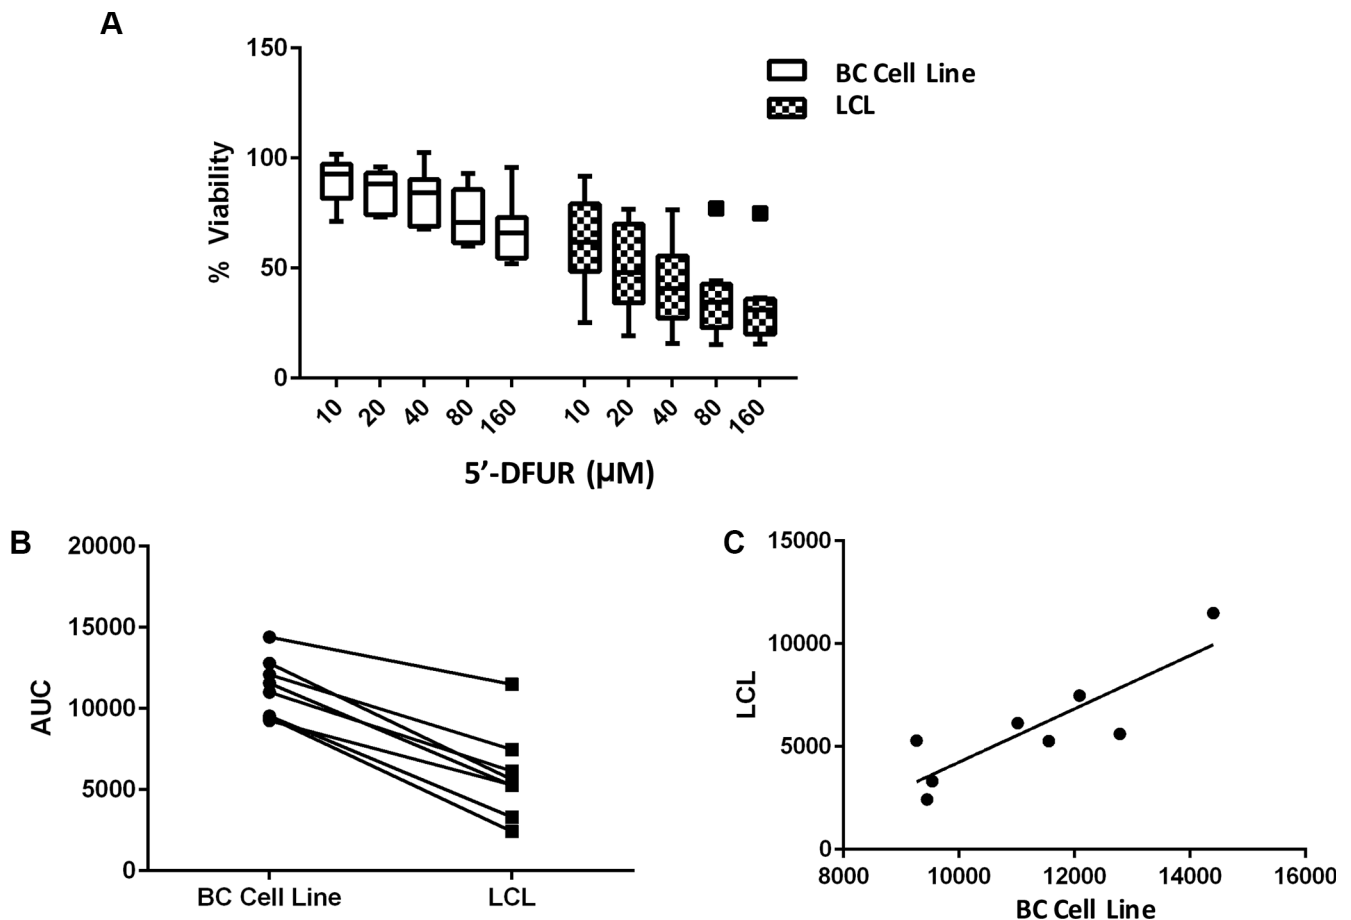 A
150
100
50
0
% Viability
BC Cell Line
LCL
10 20 40 80 160 10 20 40 80 160
5’-DFUR (µM)
B
20000
15000
10000
5000
0
AUC
BC Cell Line LCL
C
15000
10000
5000
0
LCL
8000 10000 12000 14000 16000
BC Cell Line